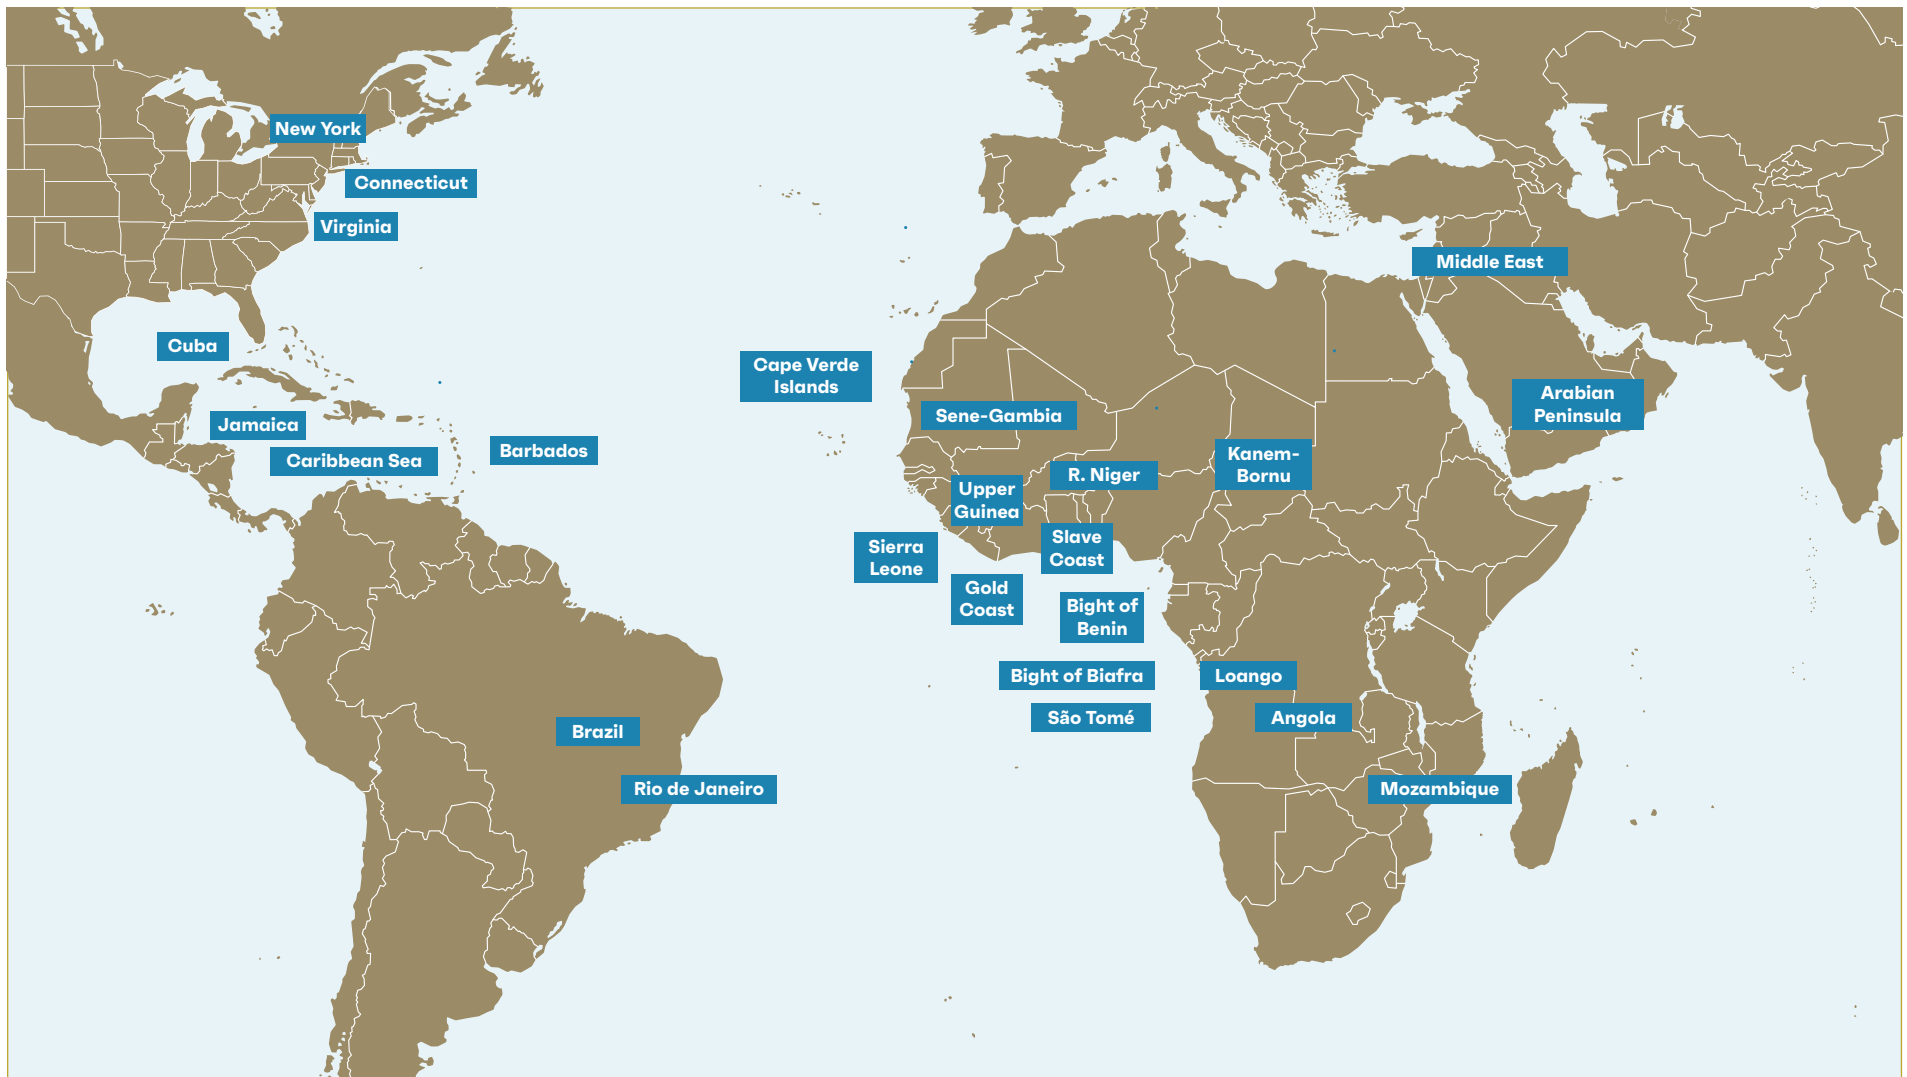 New York
Connecticut
Virginia
Middle East
Cuba
Cape Verde
Islands
Arabian
Peninsula
Sene-Gambia
Jamaica
Caribbean Sea
Barbados
Kanem-
Bornu
R. Niger
Upper
Guinea
Slave
Coast
Sierra
Leone
Gold
Coast
Bight of
Benin
Bight of Biafra
Loango
São Tomé
Angola
Brazil
Rio de Janeiro
Mozambique